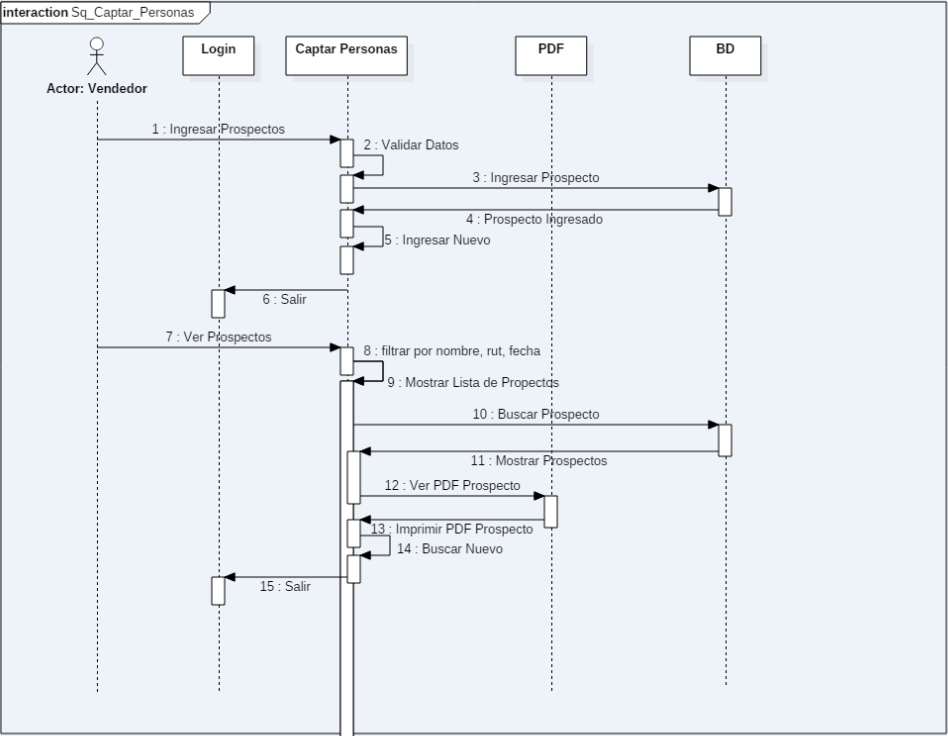 interaction Sq_Captar_Personas
Login
Captar Personas
PDF
BD
Actor: Vendedor
1 : Ingresar Prospectos
2 : Validar Datos
3 : Ingresar Prospecto
4 : Prospecto Ingresado
5 : Ingresar Nuevo
6 : Salir
7 : Ver Prospectos
8 : filtrar por nombre, rut, fecha
9 : Mostrar Lista de Propectos
10 : Buscar Prospecto
11 : Mostrar Prospectos
12 : Ver PDF Prospecto
13 : Imprimir PDF Prospecto
14 : Buscar Nuevo
15 : Salir